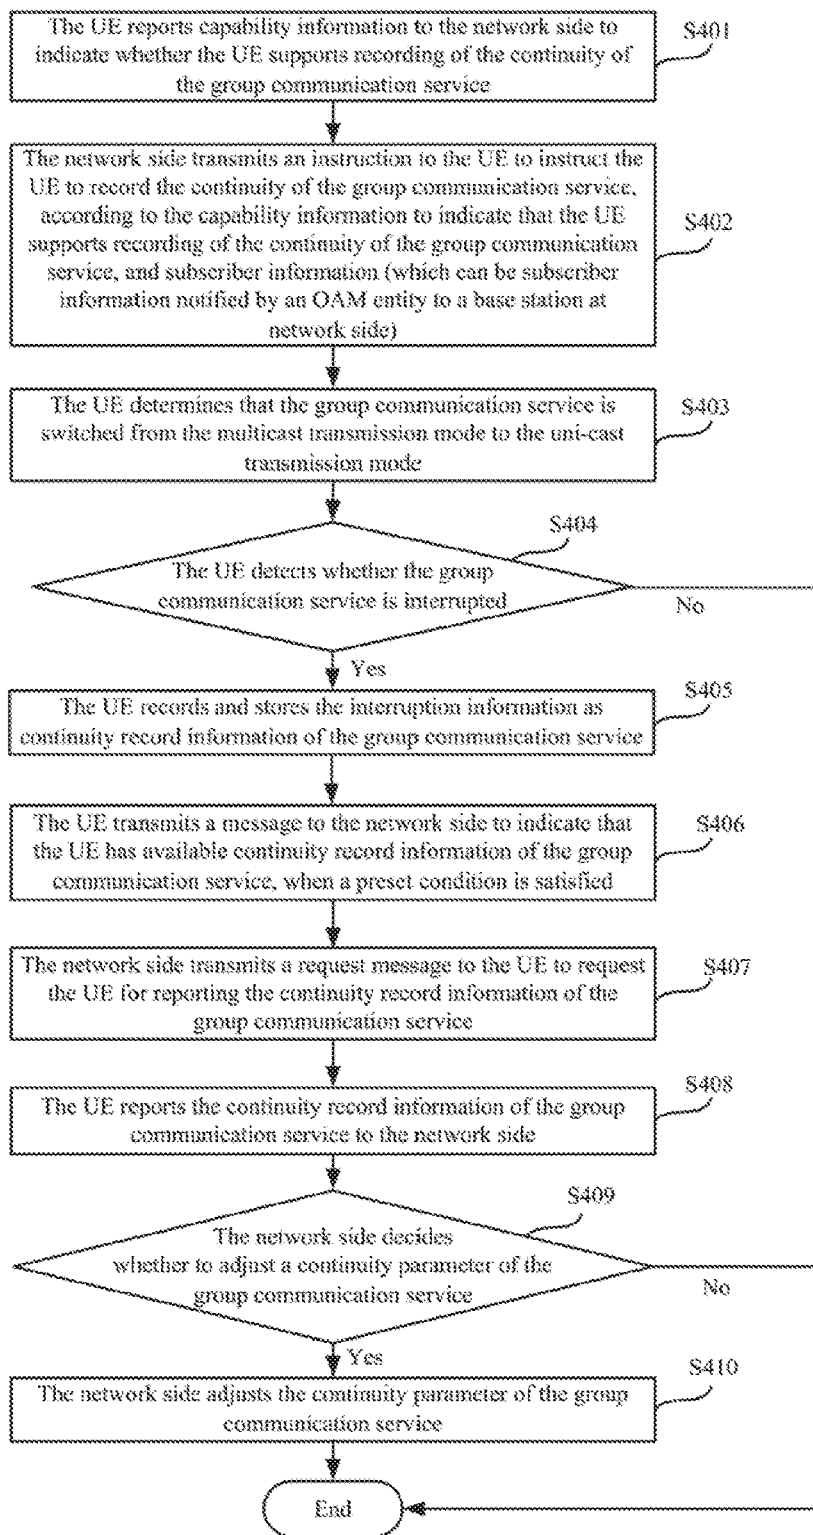 The UE reports capability information to the network side to
indicate whether the UE supports recording of the continuity of
the group communication service
S401
The network side transmits an instruction to the UE to instruct the
UE to record the continuity of the group communication service,
according to the capability information to indicate that the UE
supports recording of the continuity of the group communication
service, and subscriber information (which can be subscriber
information notified by an OAM entity to a base station at
network side)
S402
The UE determines that the group communication service is
switched from the multicast transmission mode to the uni-cast
transmission mode
S403
S404
The UE detects whether the group
communication service is interrupted
No
Yes
The UE records and stores the interruption information as
continuity record information of the group communication service
S405
The UE transmits a message to the network side to indicate that
the UE has available continuity record information of the group
communication service, when a preset condition is satisfied
S406
The network side transmits a request message to the UE to request
the UE for reporting the continuity record information of the
group communication service
S407
The UE reports the continuity record information of the group
communication service to the network side
S408
S409
The network side decides
whether to adjust a continuity parameter of the
group communication service
No
Yes
The network side adjusts the continuity parameter of the group
communication service
S410
End